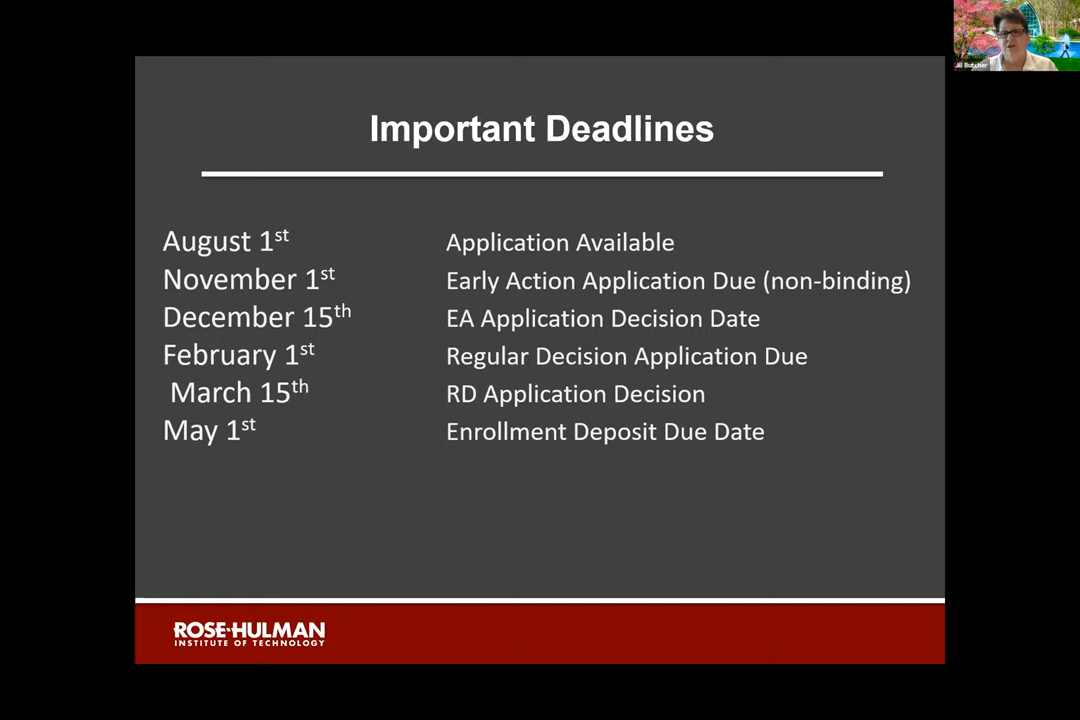 Jill Butcher
Important Deadlines
August 1st Application Available
November 1st Early Action Application Due (non-binding)
December 15th EA Application Decision Date
February 1st Regular Decision Application Due
March 15th RD Application Decision
May 1st Enrollment Deposit Due Date
ROSE-HULMAN
INSTITUTE OF TECHNOLOGY